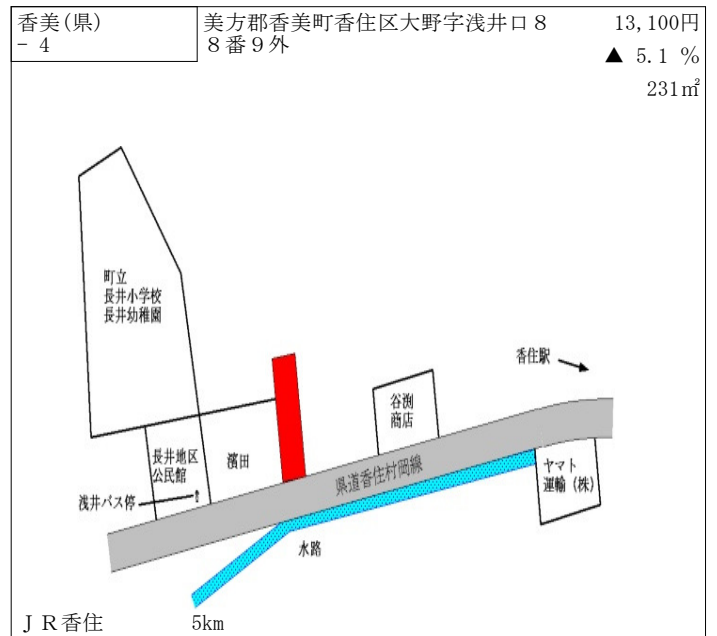 香美(県)
- 4
美方郡香美町香住区大野字浅井口８
８番９外
13,100円
▲ 5.1 %
231㎡
町立
長井小学校
長井幼稚園
香住駅
谷渕
商店
長井地区
公民館
濱田
県道香住村岡線
ヤマト
運輸（株）
浅井バス停
水路
ＪＲ香住
5km